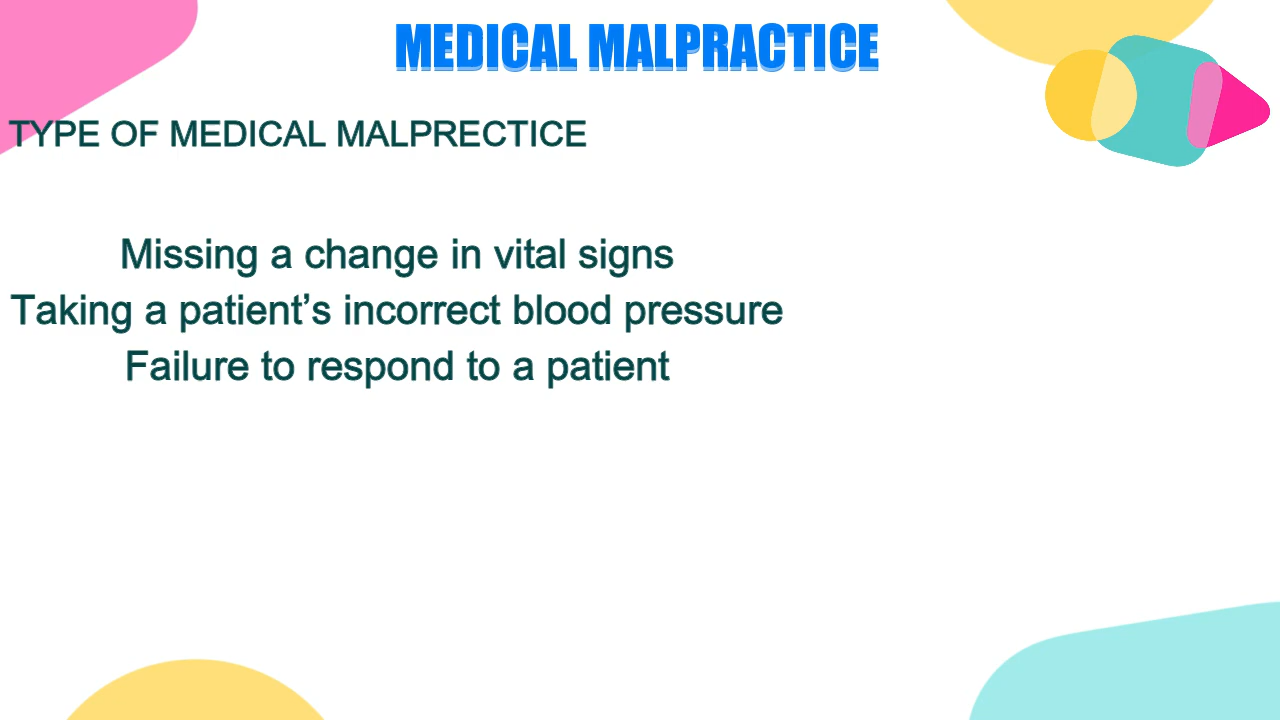 MEDICAL MALPRACTICE
TYPE OF MEDICAL MALPRECTICE
Missing a change in vital signs
Taking a patient’s incorrect blood pressure
Failure to respond to a patient